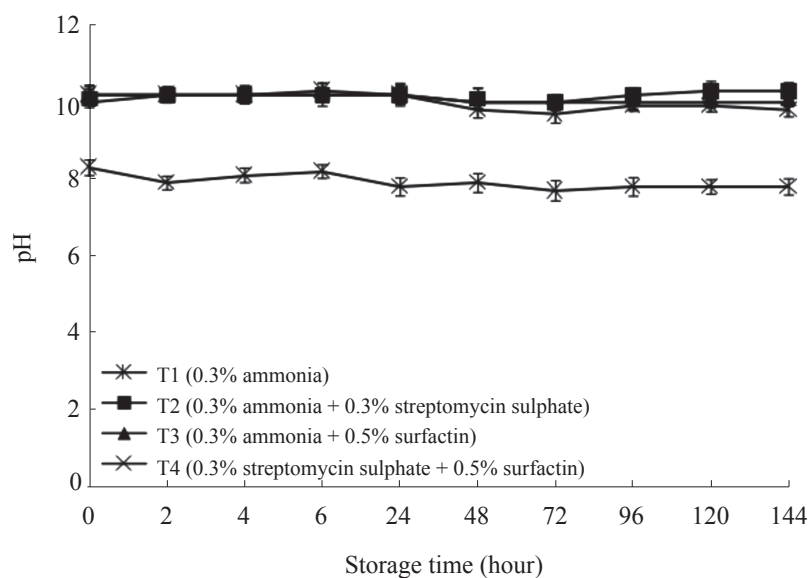 12
10
8
6
4
2
0
pH
T1 (0.3% ammonia)
T2 (0.3% ammonia + 0.3% streptomycin sulphate)
T3 (0.3% ammonia + 0.5% surfactin)
T4 (0.3% streptomycin sulphate + 0.5% surfactin)
0 2 4 6 24 48 72 96 120 144
Storage time (hour)